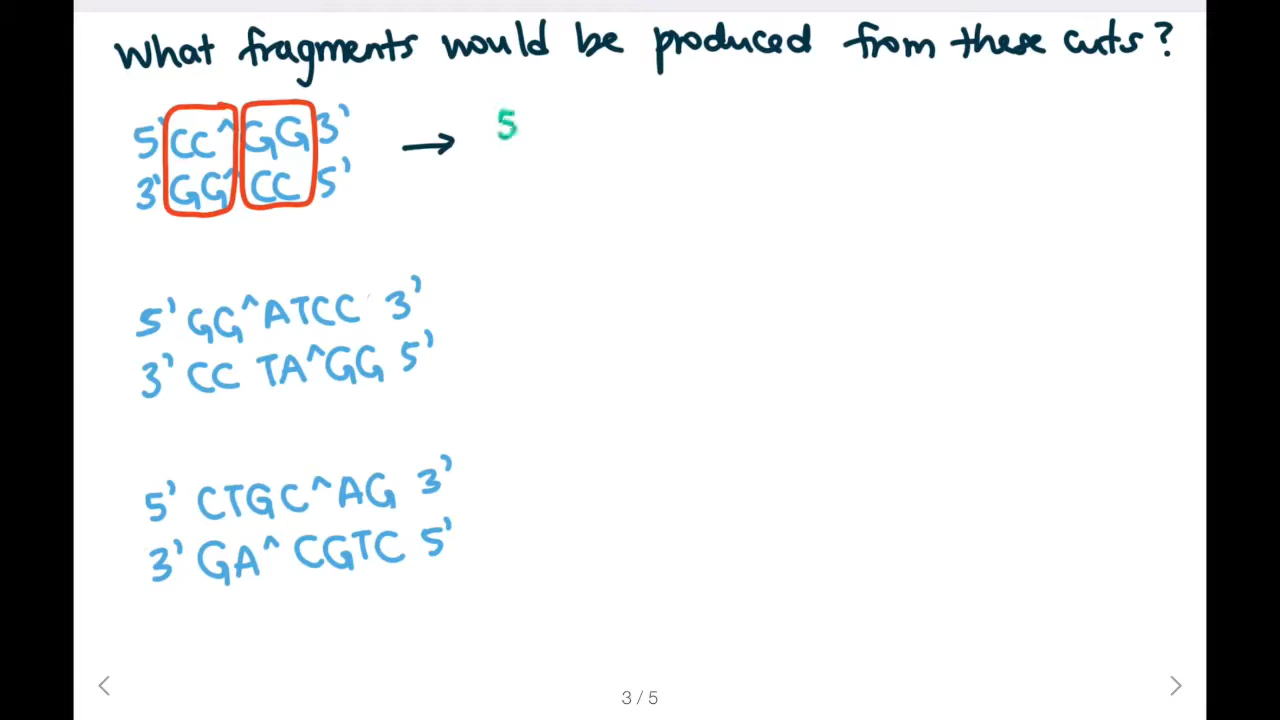 What fragments would be produced from these cuts?
5' CC^GG 3' → 5
3' GG^CC 5'
5' GG^ATCC 3'
3' CC TA^GG 5'
5' CTGC^AG 3'
3' GA^ CGTC 5'
3 / 5